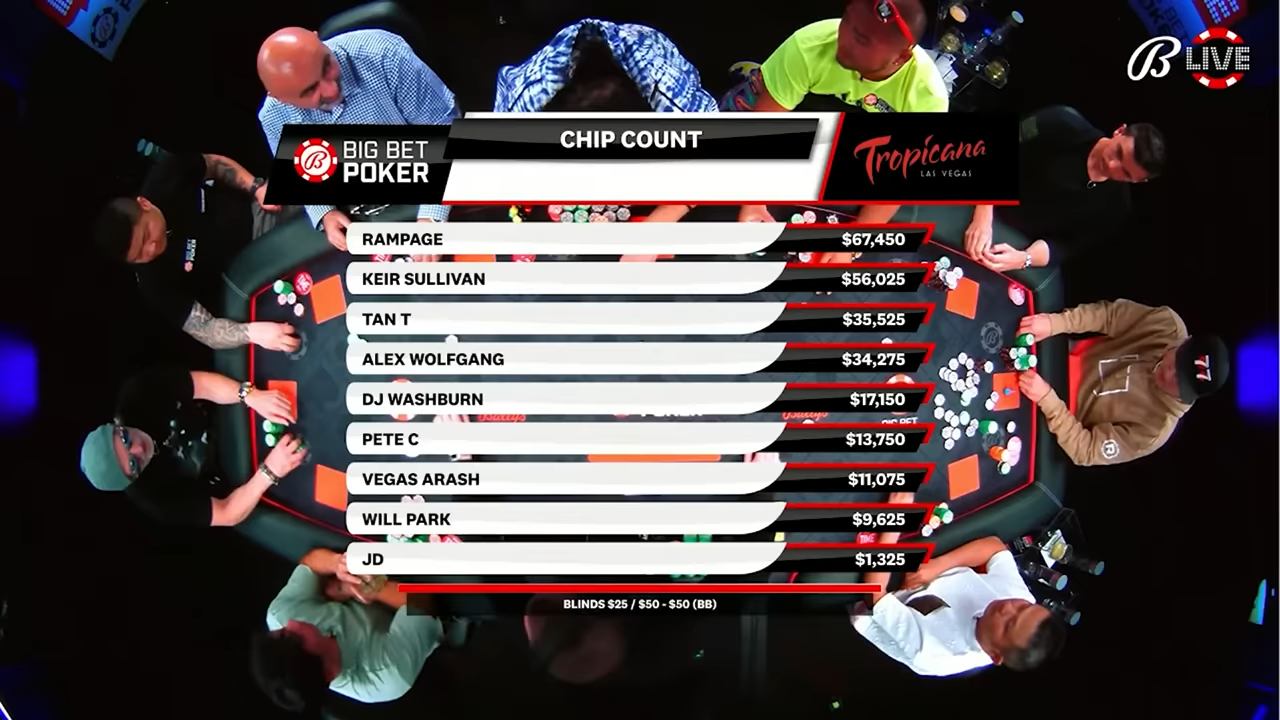 B LIVE
CHIP COUNT
BIG BET
POKER
Tropicana
LAS VEGAS
RAMPAGE $67,450
KEIR SULLIVAN $56,025
TAN T $35,525
ALEX WOLFGANG $34,275
DJ WASHBURN $17,150
PETE C $13,750
VEGAS ARASH $11,075
WILL PARK $9,625
JD $1,325
BLINDS $25 / $50 - $50 (BB)